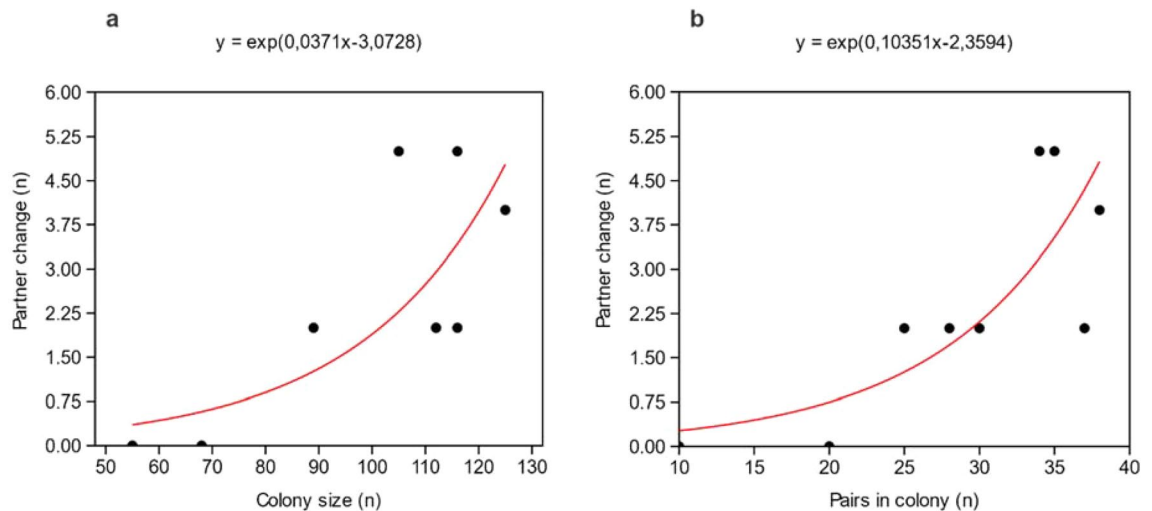 a
y = exp(0,0371x-3,0728)
6.00
5.25
4.50
3.75
3.00
2.25
1.50
0.75
0.00
Partner change (n)
50 60 70 80 90 100 110 120 130
Colony size (n)
b
y = exp(0,10351x-2,3594)
6.00
5.25
4.50
3.75
3.00
2.25
1.50
0.75
0.00
Partner change (n)
10 15 20 25 30 35 40
Pairs in colony (n)